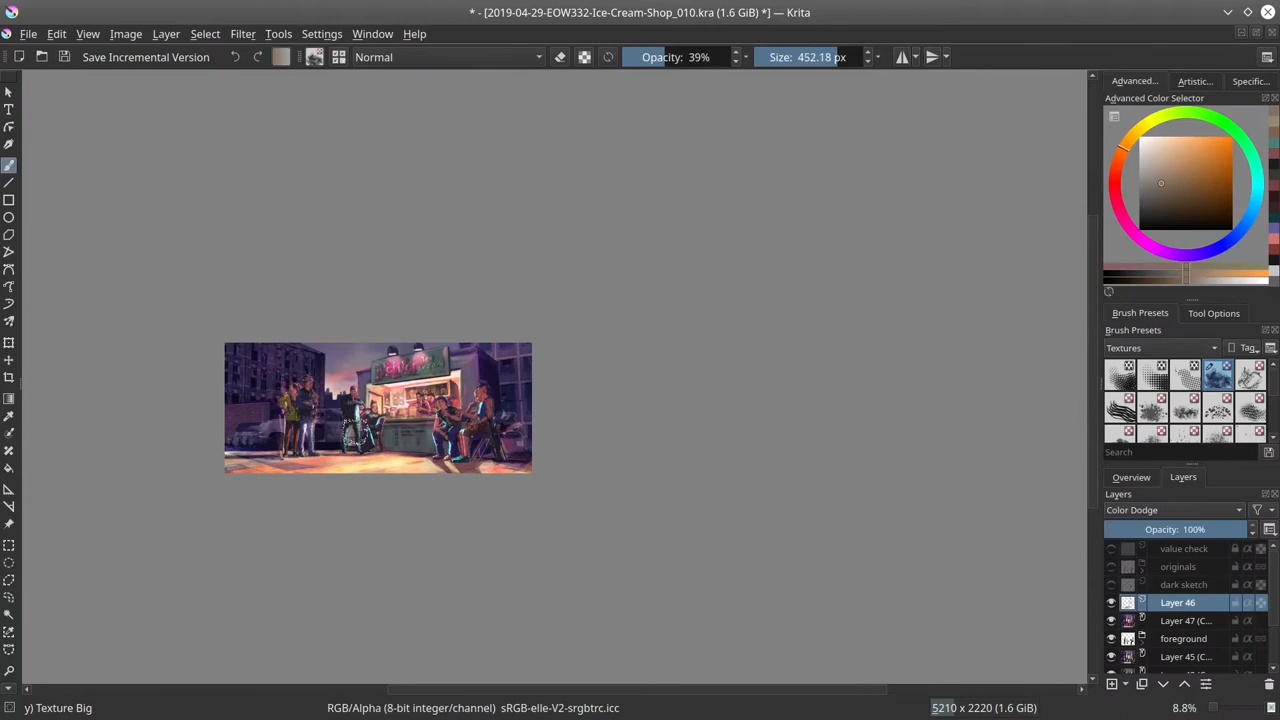 * - [2019-04-29-EOW332-Ice-Cream-Shop_010.kra (1.6 GiB) *] — Krita
File Edit View Image Layer Select Filter Tools Settings Window Help
Save Incremental Version Normal Opacity: 39% Size: 452.18 px
Advanced... Artistic... Specific...
Advanced Color Selector
Brush Presets Tool Options
Brush Presets
Textures Tag
Search
Overview Layers
Layers
Color Dodge
Opacity: 100%
value check
originals
dark sketch
Layer 46
Layer 47 (C...
foreground
Layer 45 (C...
y) Texture Big RGB/Alpha (8-bit integer/channel) sRGB-elle-V2-srgbtrc.icc 5210 x 2220 (1.6 GiB) 8.8%